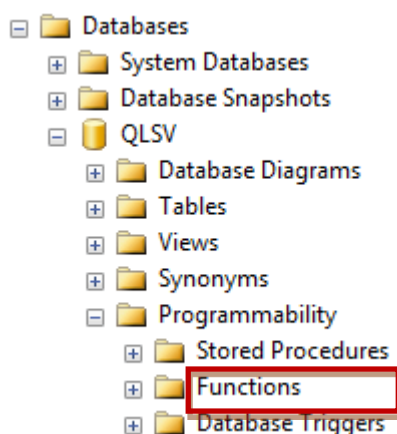 Databases
System Databases
Database Snapshots
QLSV
Database Diagrams
Tables
Views
Synonyms
Programmability
Stored Procedures
Functions
Database Triggers